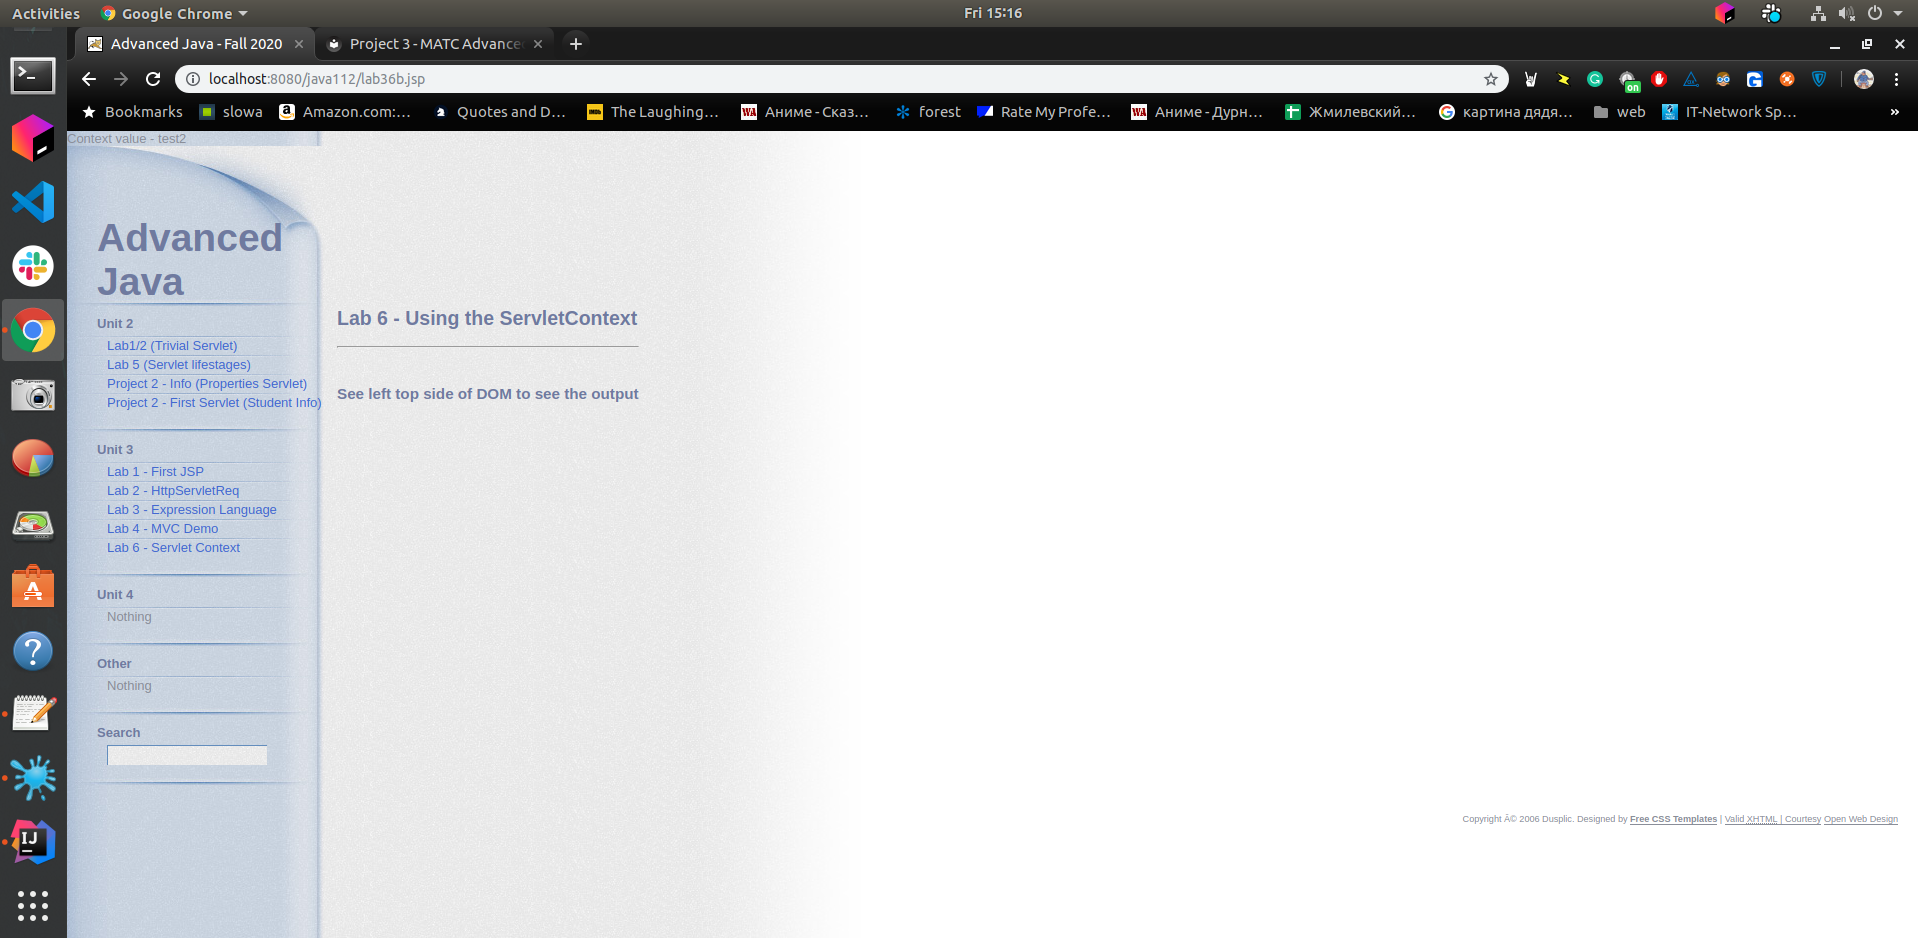 Activities Google Chrome Fri 15:16
Advanced Java - Fall 2020 Project 3 - MATC Advance
localhost:8080/java112/lab36b.jsp
on
Bookmarks slowa Amazon.com:... Quotes and D... The Laughing... Аниме - Сказ... forest Rate My Profe... Аниме - Дурн... Жмилевский... картина дядя... web IT-Network Sp... »
Context value - test2
Advanced
Java
Unit 2
Lab1/2 (Trivial Servlet)
Lab 5 (Servlet lifestages)
Project 2 - Info (Properties Servlet)
Project 2 - First Servlet (Student Info)
Unit 3
Lab 1 - First JSP
Lab 2 - HttpServletReq
Lab 3 - Expression Language
Lab 4 - MVC Demo
Lab 6 - Servlet Context
Unit 4
Nothing
Other
Nothing
Search
Lab 6 - Using the ServletContext
See left top side of DOM to see the output
Copyright Â© 2006 Dusplic. Designed by Free CSS Templates | Valid XHTML | Courtesy Open Web Design
IJ